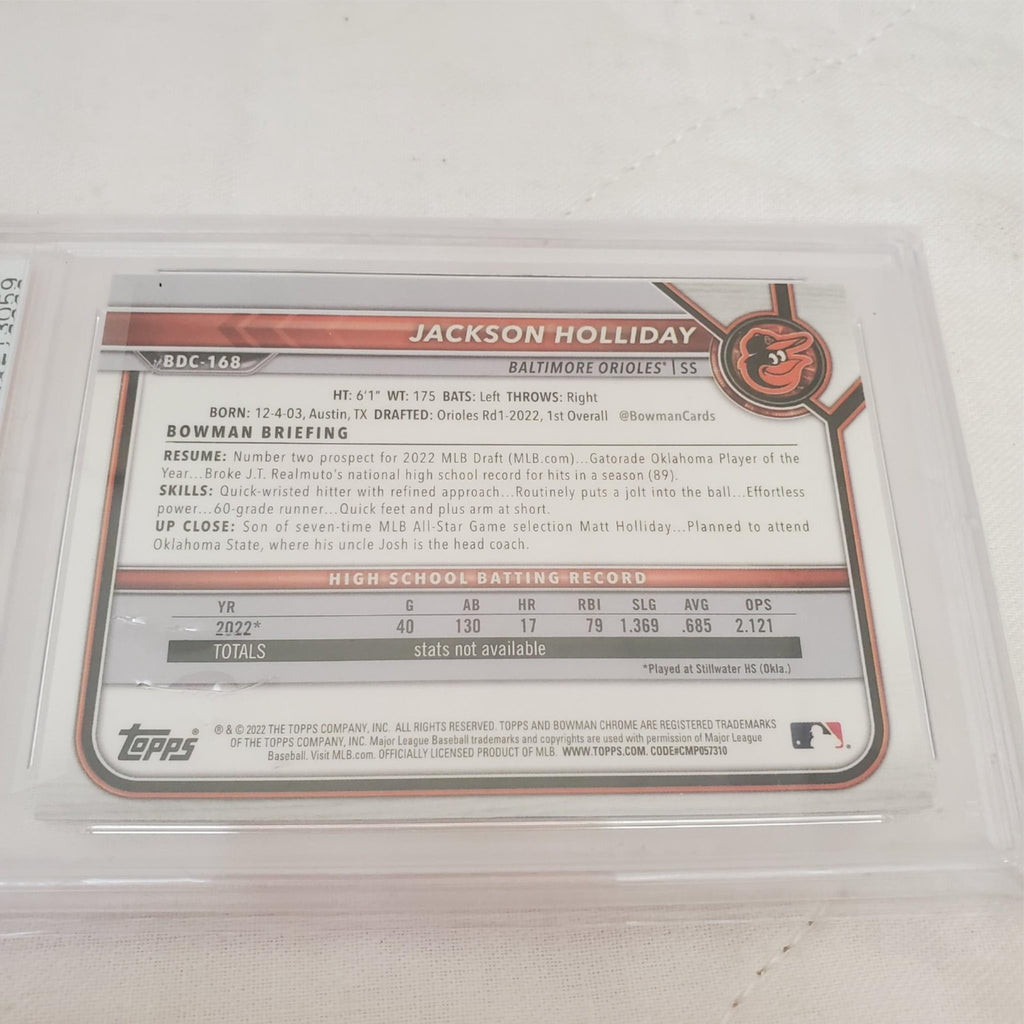 JACKSON HOLLIDAY
BDC-168
BALTIMORE ORIOLES® | SS
HT: 6'1" WT: 175 BATS: Left THROWS: Right
BORN: 12-4-03, Austin, TX DRAFTED: Orioles Rd1-2022, 1st Overall @BowmanCards
BOWMAN BRIEFING
RESUME: Number two prospect for 2022 MLB Draft (MLB.com)...Gatorade Oklahoma Player of the
Year...Broke J.T. Realmuto's national high school record for hits in a season (89).
SKILLS: Quick-wristed hitter with refined approach...Routinely puts a jolt into the ball...Effortless
power...60-grade runner...Quick feet and plus arm at short.
UP CLOSE: Son of seven-time MLB All-Star Game selection Matt Holliday...Planned to attend
Oklahoma State, where his uncle Josh is the head coach.
HIGH SCHOOL BATTING RECORD
YR G AB HR RBI SLG AVG OPS
2022* 40 130 17 79 1.369 .685 2.121
TOTALS stats not available
*Played at Stillwater HS (Okla.)
TOPPS®
® & © 2022 THE TOPPS COMPANY, INC. ALL RIGHTS RESERVED. TOPPS AND BOWMAN CHROME ARE REGISTERED TRADEMARKS
OF THE TOPPS COMPANY, INC. Major League Baseball trademarks and copyrights are used with permission of Major League
Baseball. Visit MLB.com. OFFICIALLY LICENSED PRODUCT OF MLB. WWW.TOPPS.COM. CODE#CMP057310